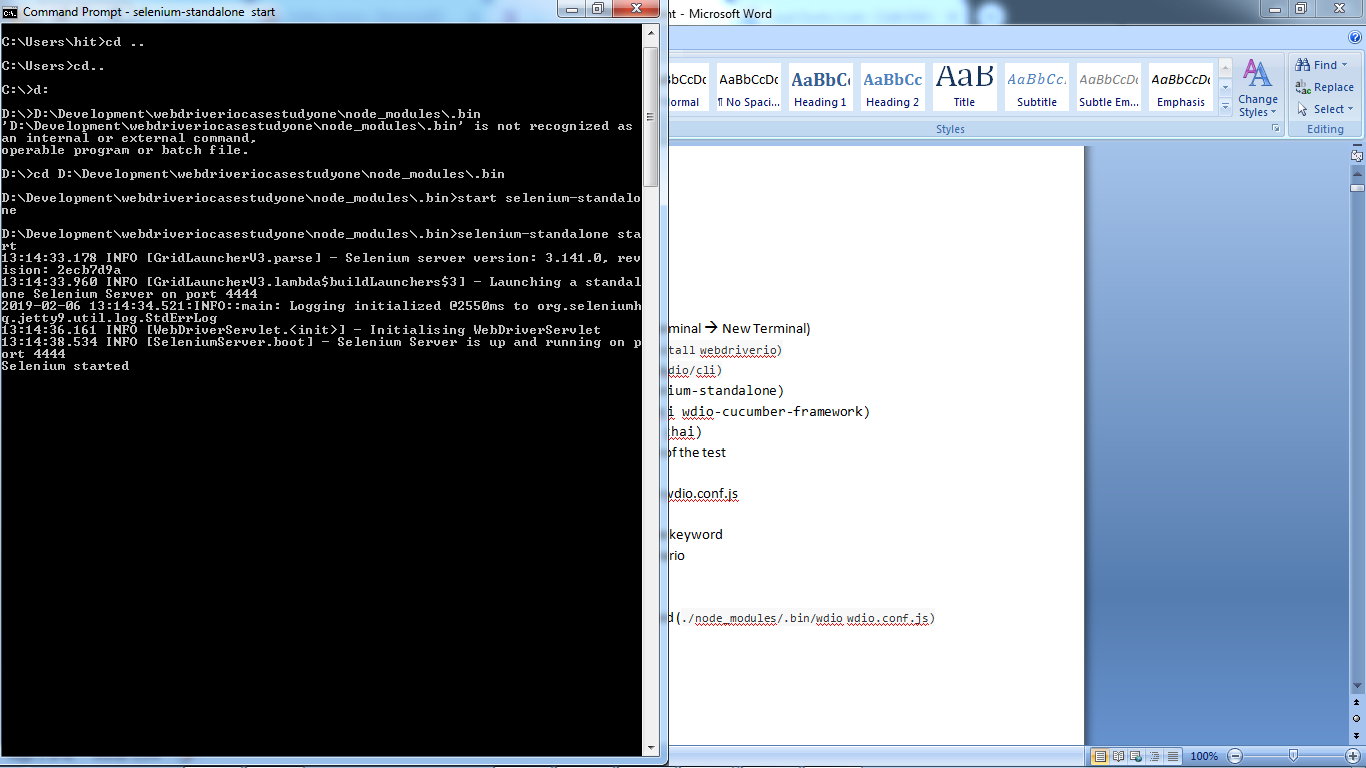 Command Prompt - selenium-standalone start
C:\Users\hit>cd ..
C:\Users>cd..
C:\>d:
D:\>D:\Development\webdriveriocasestudyone\node_modules\.bin
'D:\Development\webdriveriocasestudyone\node_modules\.bin' is not recognized as
an internal or external command,
operable program or batch file.
D:\>cd D:\Development\webdriveriocasestudyone\node_modules\.bin
D:\Development\webdriveriocasestudyone\node_modules\.bin>start selenium-standalo
ne
D:\Development\webdriveriocasestudyone\node_modules\.bin>selenium-standalone sta
rt
13:14:33.178 INFO [GridLauncherV3.parse] - Selenium server version: 3.141.0, rev
ision: 2ecb7d9a
13:14:33.960 INFO [GridLauncherV3.lambda$buildLaunchers$3] - Launching a standal
one Selenium Server on port 4444
2019-02-06 13:14:34.521:INFO::main: Logging initialized @2550ms to org.seleniumh
q.jetty9.util.log.StdErrLog
13:14:36.161 INFO [WebDriverServlet.<init>] - Initialising WebDriverServlet
13:14:38.534 INFO [SeleniumServer.boot] - Selenium Server is up and running on p
ort 4444
Selenium started
nt - Microsoft Word
bCcDc AaBbCcDc AaBbC AaBbCc AaB AaBbCc. AaBbCcDc AaBbCcDc
ormal ¶ No Spaci... Heading 1 Heading 2 Title Subtitle Subtle Em... Emphasis
Change
Styles
Find
Replace
Select
Styles
Editing
minal → New Terminal)
tall webdriverio)
dio/cli)
ium-standalone)
i wdio-cucumber-framework)
hai)
of the test
wdio.conf.js
keyword
rio
d(./node_modules/.bin/wdio wdio.conf.js)
100%